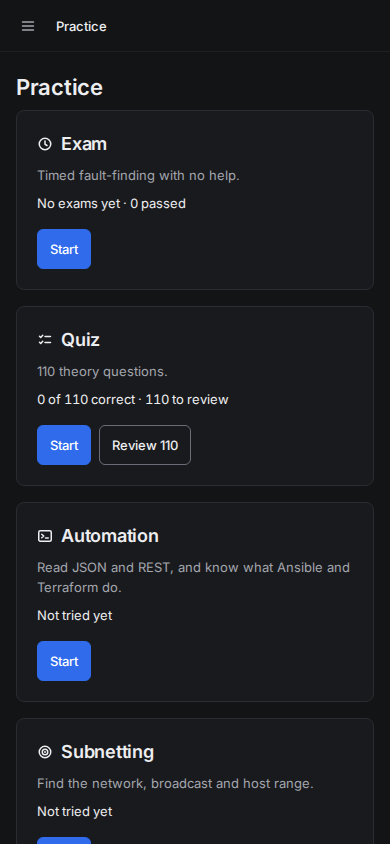 Practice
Practice
Exam
Timed fault-finding with no help.
No exams yet · 0 passed
Start
Quiz
110 theory questions.
0 of 110 correct · 110 to review
Start
Review 110
Automation
Read JSON and REST, and know what Ansible and
Terraform do.
Not tried yet
Start
Subnetting
Find the network, broadcast and host range.
Not tried yet